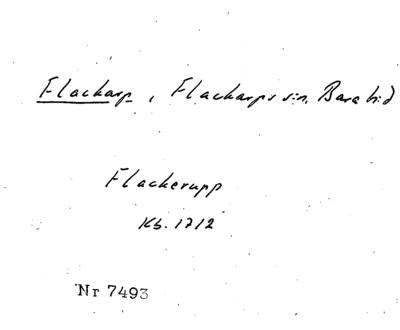 Flackarp, Flackarps sn, Bara hd
Flackerupp
Kb. 1712
Nr 7493